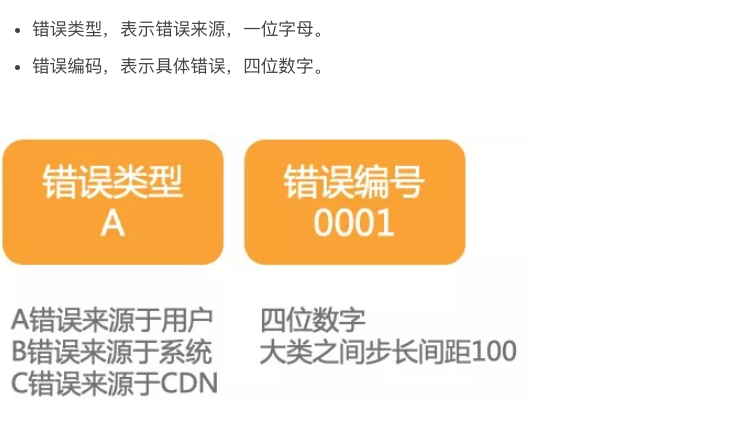 错误类型，表示错误来源，一位字母。
错误编码，表示具体错误，四位数字。
错误类型
A
错误编号
0001
A错误来源于用户
B错误来源于系统
C错误来源于CDN
四位数字
大类之间步长间距100